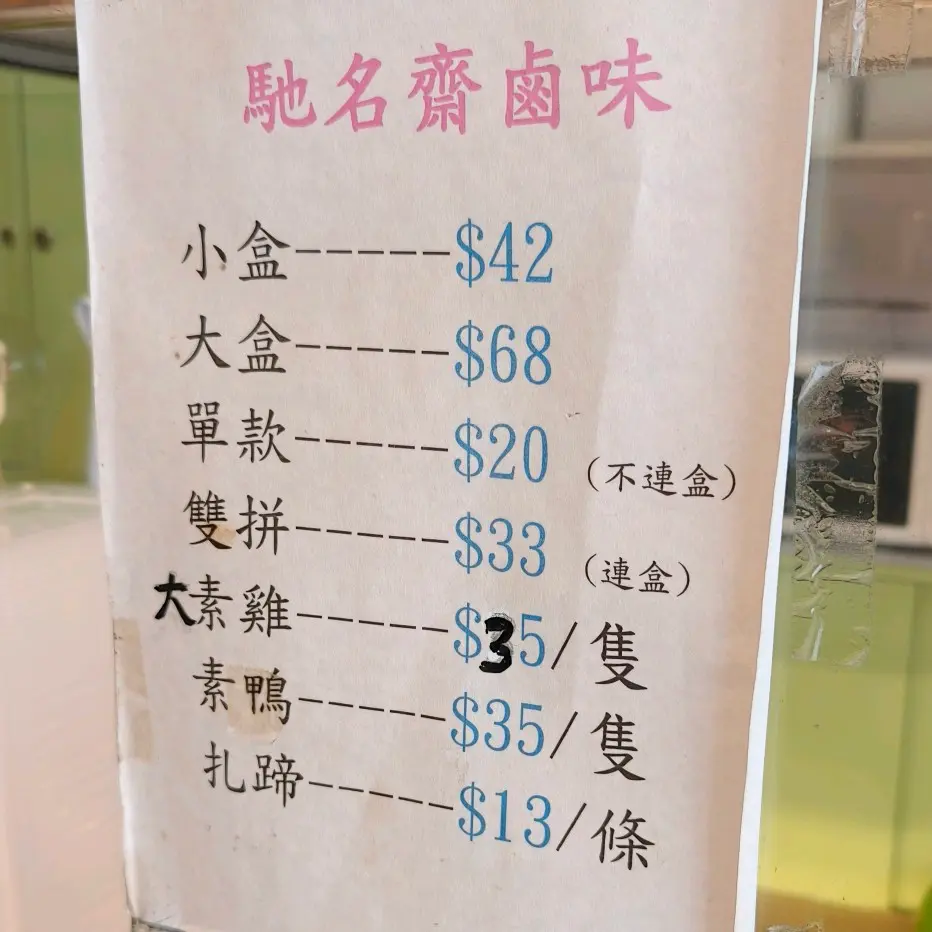 馳名齋鹵味
小盒-----$42
大盒-----$68
單款-----$20 (不連盒)
雙拼-----$33 (連盒)
大素雞-----$35/隻
素鴨-----$35/隻
扎蹄-----$13/條